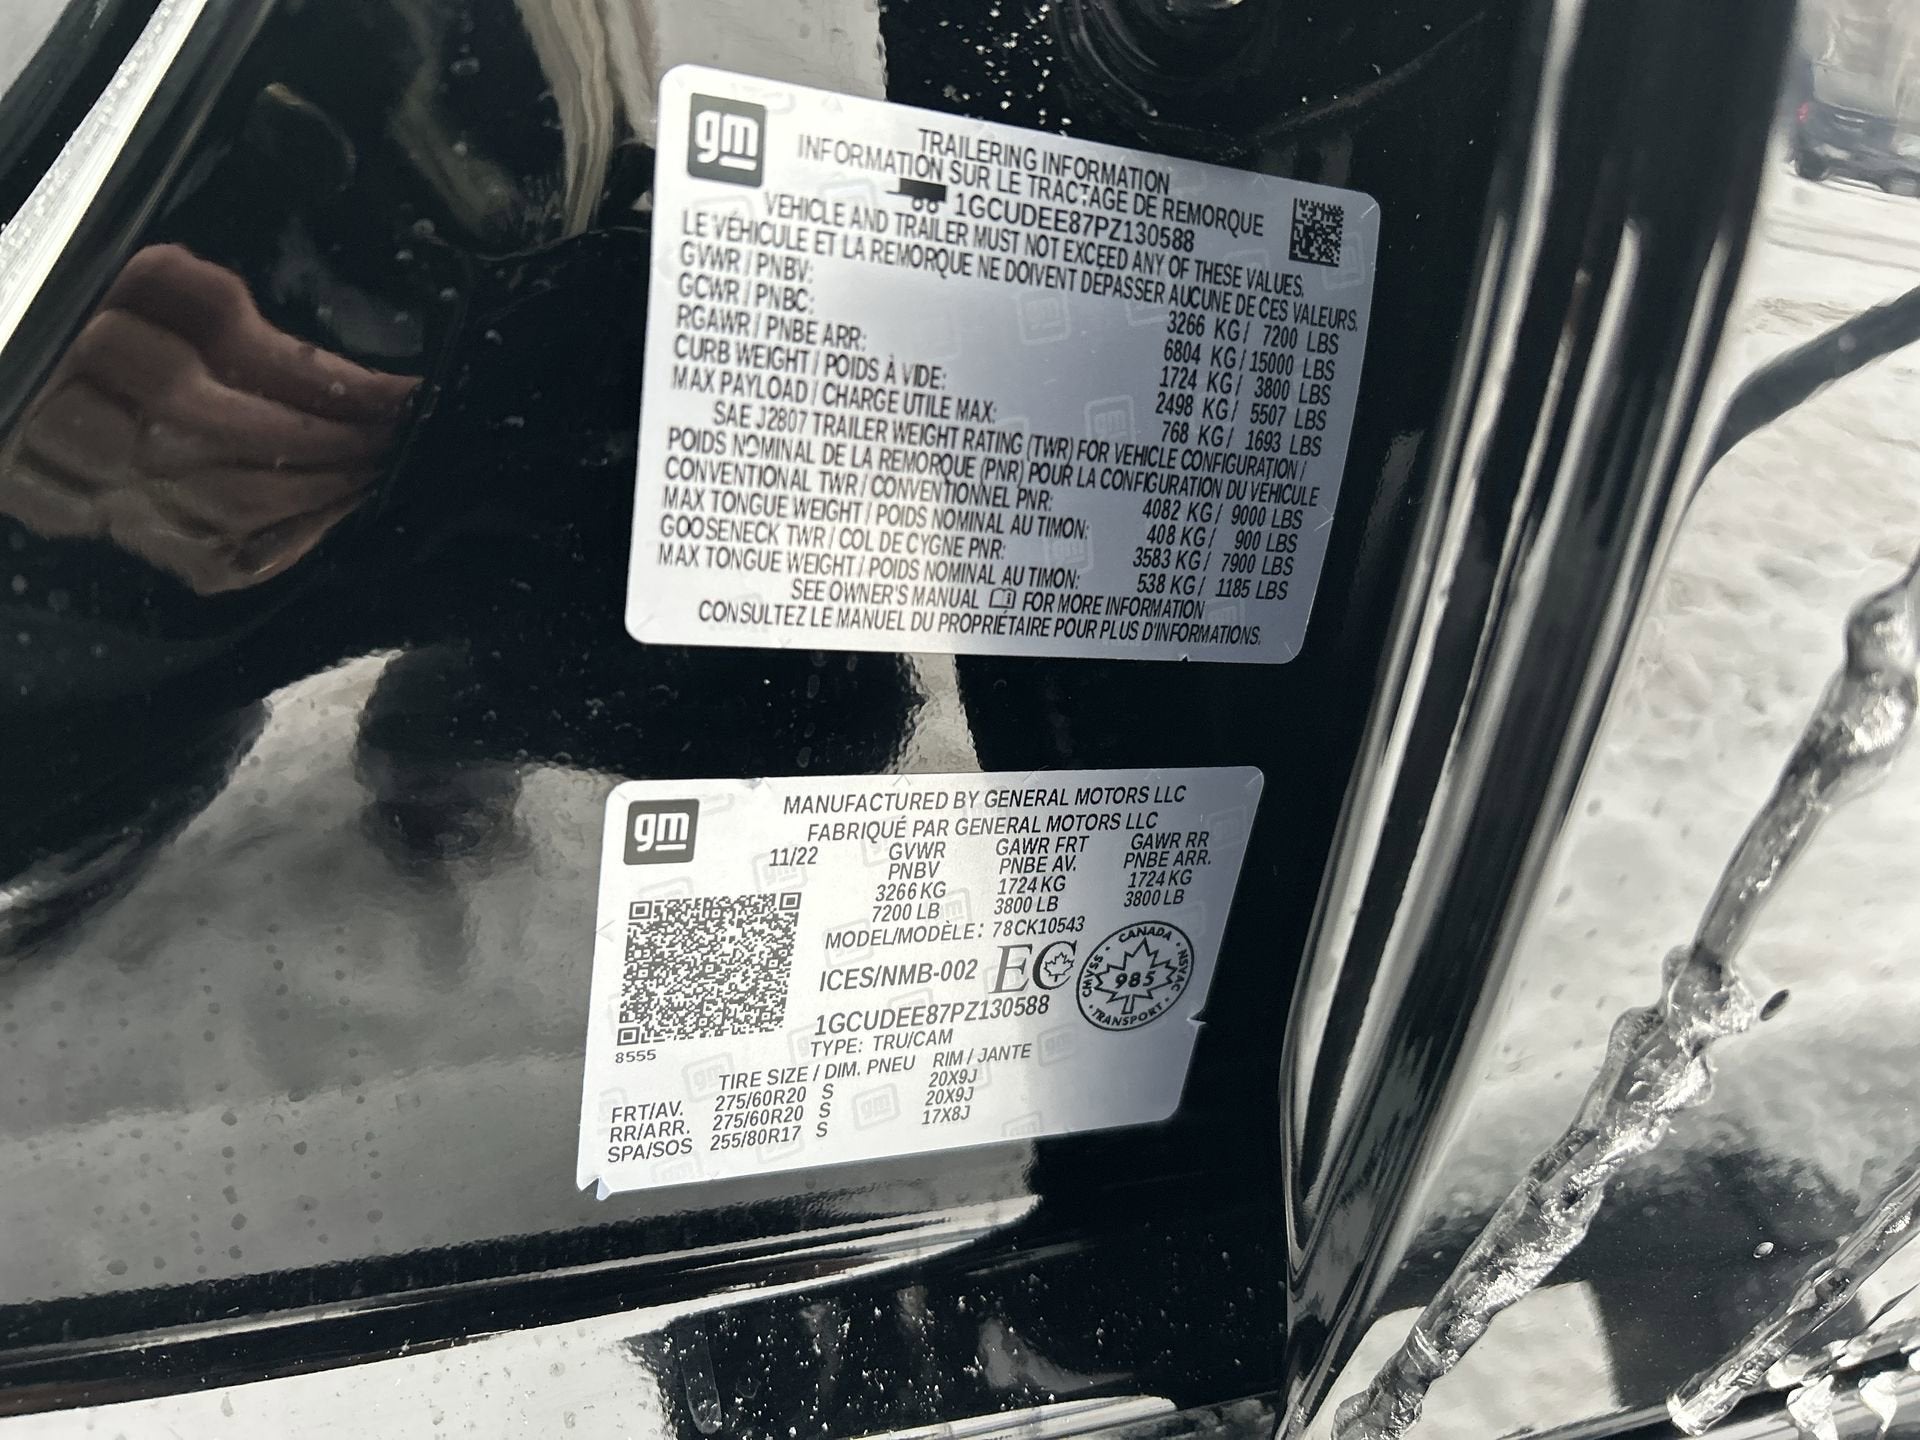 gm
TRAILERING INFORMATION
INFORMATION SUR LE TRACTAGE DE REMORQUE
88 1GCUDEE87PZ130588
VEHICLE AND TRAILER MUST NOT EXCEED ANY OF THESE VALUES.
LE VÉHICULE ET LA REMORQUE NE DOIVENT DEPASSER AUCUNE DE CES VALEURS.
GVWR / PNBV: 3266 KG/ 7200 LBS
GCWR / PNBC: 6804 KG/ 15000 LBS
RGAWR / PNBE ARR: 1724 KG/ 3800 LBS
CURB WEIGHT / POIDS À VIDE: 2498 KG/ 5507 LBS
MAX PAYLOAD / CHARGE UTILE MAX: 768 KG/ 1693 LBS
SAE J2807 TRAILER WEIGHT RATING (TWR) FOR VEHICLE CONFIGURATION /
POIDS NOMINAL DE LA REMORQUE (PNR) POUR LA CONFIGURATION DU VEHICULE
CONVENTIONAL TWR / CONVENTIONNEL PNR: 4082 KG/ 9000 LBS
MAX TONGUE WEIGHT / POIDS NOMINAL AU TIMON: 408 KG/ 900 LBS
GOOSENECK TWR / COL DE CYGNE PNR: 3583 KG/ 7900 LBS
MAX TONGUE WEIGHT / POIDS NOMINAL AU TIMON: 538 KG/ 1185 LBS
SEE OWNER'S MANUAL FOR MORE INFORMATION
CONSULTEZ LE MANUEL DU PROPRIÉTAIRE POUR PLUS D'INFORMATIONS.
gm
MANUFACTURED BY GENERAL MOTORS LLC
FABRIQUÉ PAR GENERAL MOTORS LLC
11/22 GVWR GAWR FRT GAWR RR
PNBV PNBE AV. PNBE ARR.
3266 KG 1724 KG 1724 KG
7200 LB 3800 LB 3800 LB
MODEL/MODÈLE: 78CK10543
ICES/NMB-002 EC
CANADA
CMVSS 985 NSVAC
TRANSPORT
1GCUDEE87PZ130588
8555
TYPE: TRU/CAM
TIRE SIZE / DIM. PNEU RIM / JANTE
FRT/AV. 275/60R20 S 20X9J
RR/ARR. 275/60R20 S 20X9J
SPA/SOS 255/80R17 S 17X8J